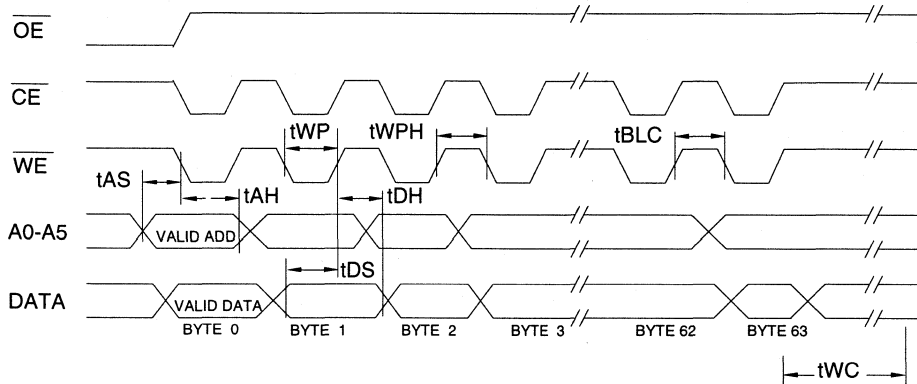 OE
CE
tWP
tWPH
tBLC
WE
tAS
tAH
tDH
A0-A5
VALID ADD
tDS
DATA
VALID DATA
BYTE 0
BYTE 1
BYTE 2
BYTE 3
BYTE 62
BYTE 63
tWC